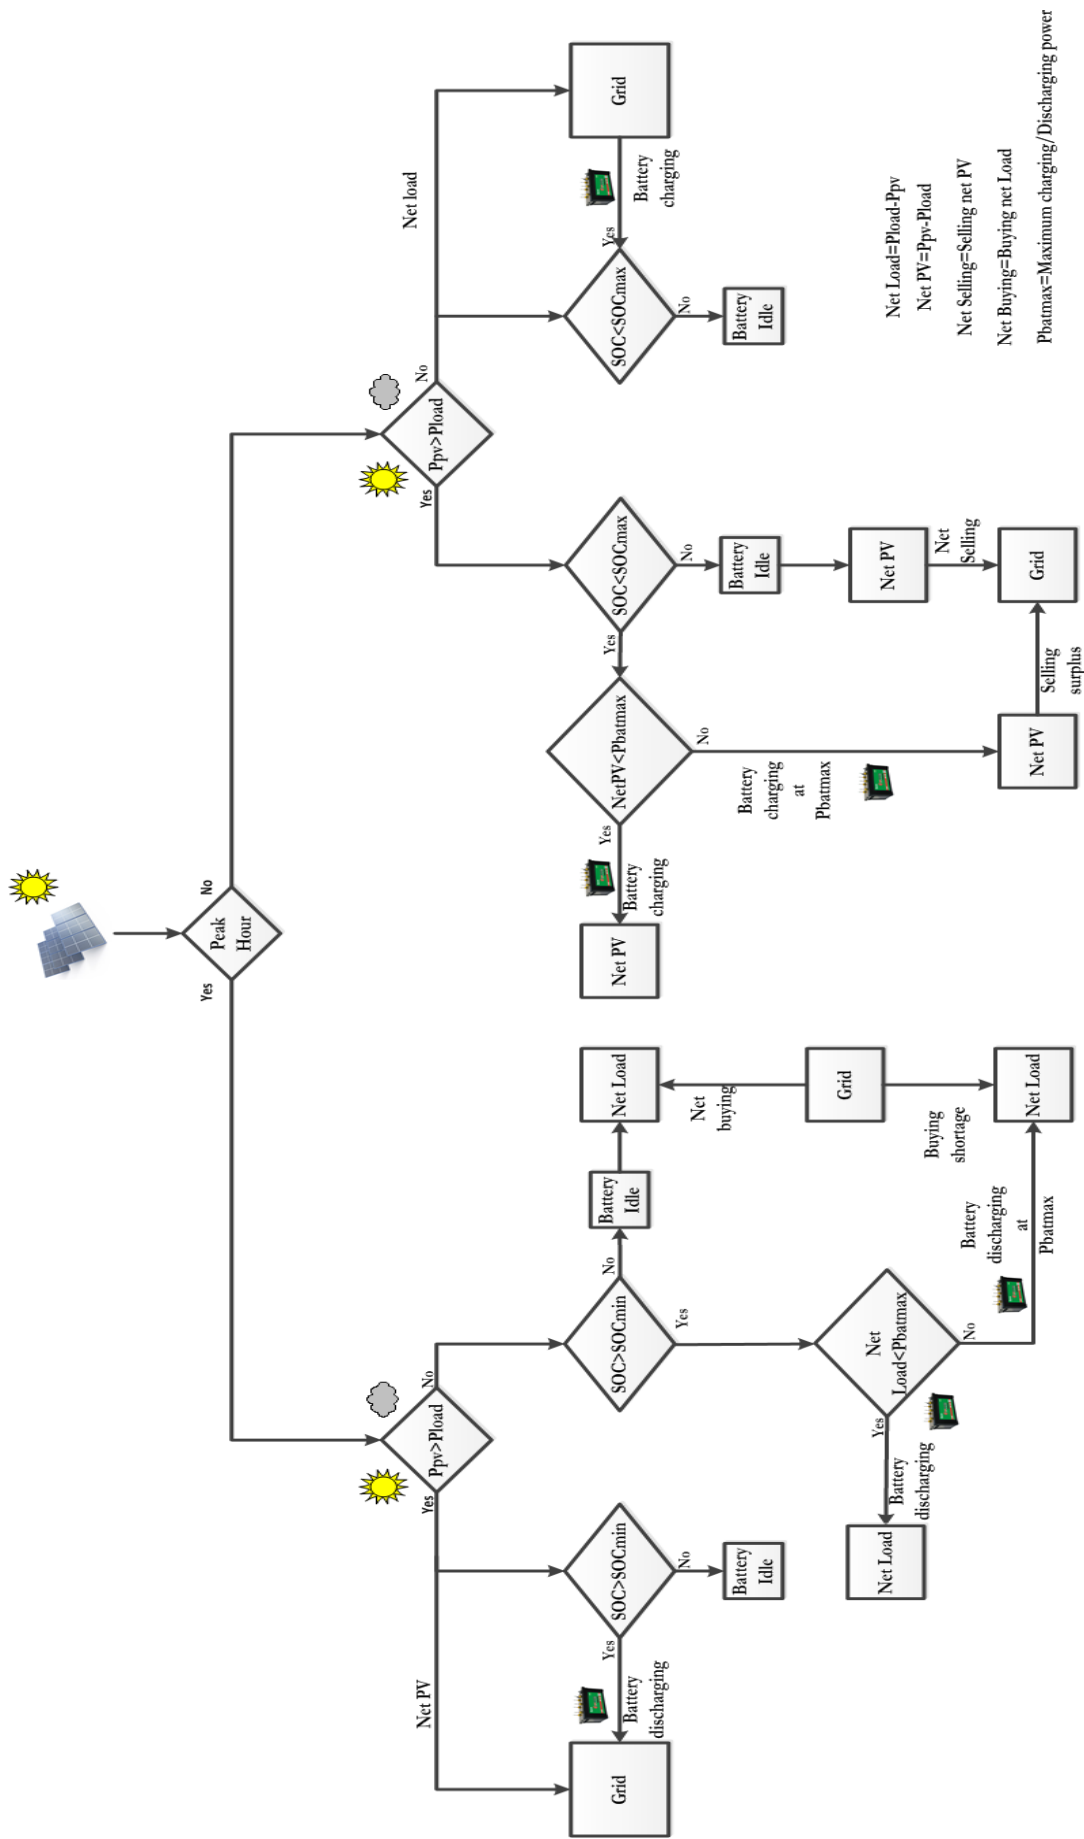 Peak
Hour
Yes
No
Ppv>Pload
Yes
No
Net PV
SOC>SOCmin
Yes
No
Battery
discharging
Grid
Battery
Idle
SOC>SOCmin
No
Yes
Battery
Idle
Net Load
Net
buying
Grid
Buying
shortage
Net Load
Net
Load<Pbatmax
Yes
No
Battery
discharging
Net Load
Battery
discharging
at
Pbatmax
Ppv>Pload
Yes
No
SOC<SOCmax
Yes
No
NetPV<Pbatmax
Yes
No
Battery
charging
Net PV
Battery
charging
at
Pbatmax
Net PV
Selling
surplus
Battery
Idle
Net PV
Net
Selling
Grid
Net load
SOC<SOCmax
Yes
No
Battery
charging
Grid
Battery
Idle
Net Load=Pload-Ppv
Net PV=Ppv-Pload
Net Selling=Selling net PV
Net Buying=Buying net Load
Pbatmax=Maximum charging/Discharging power